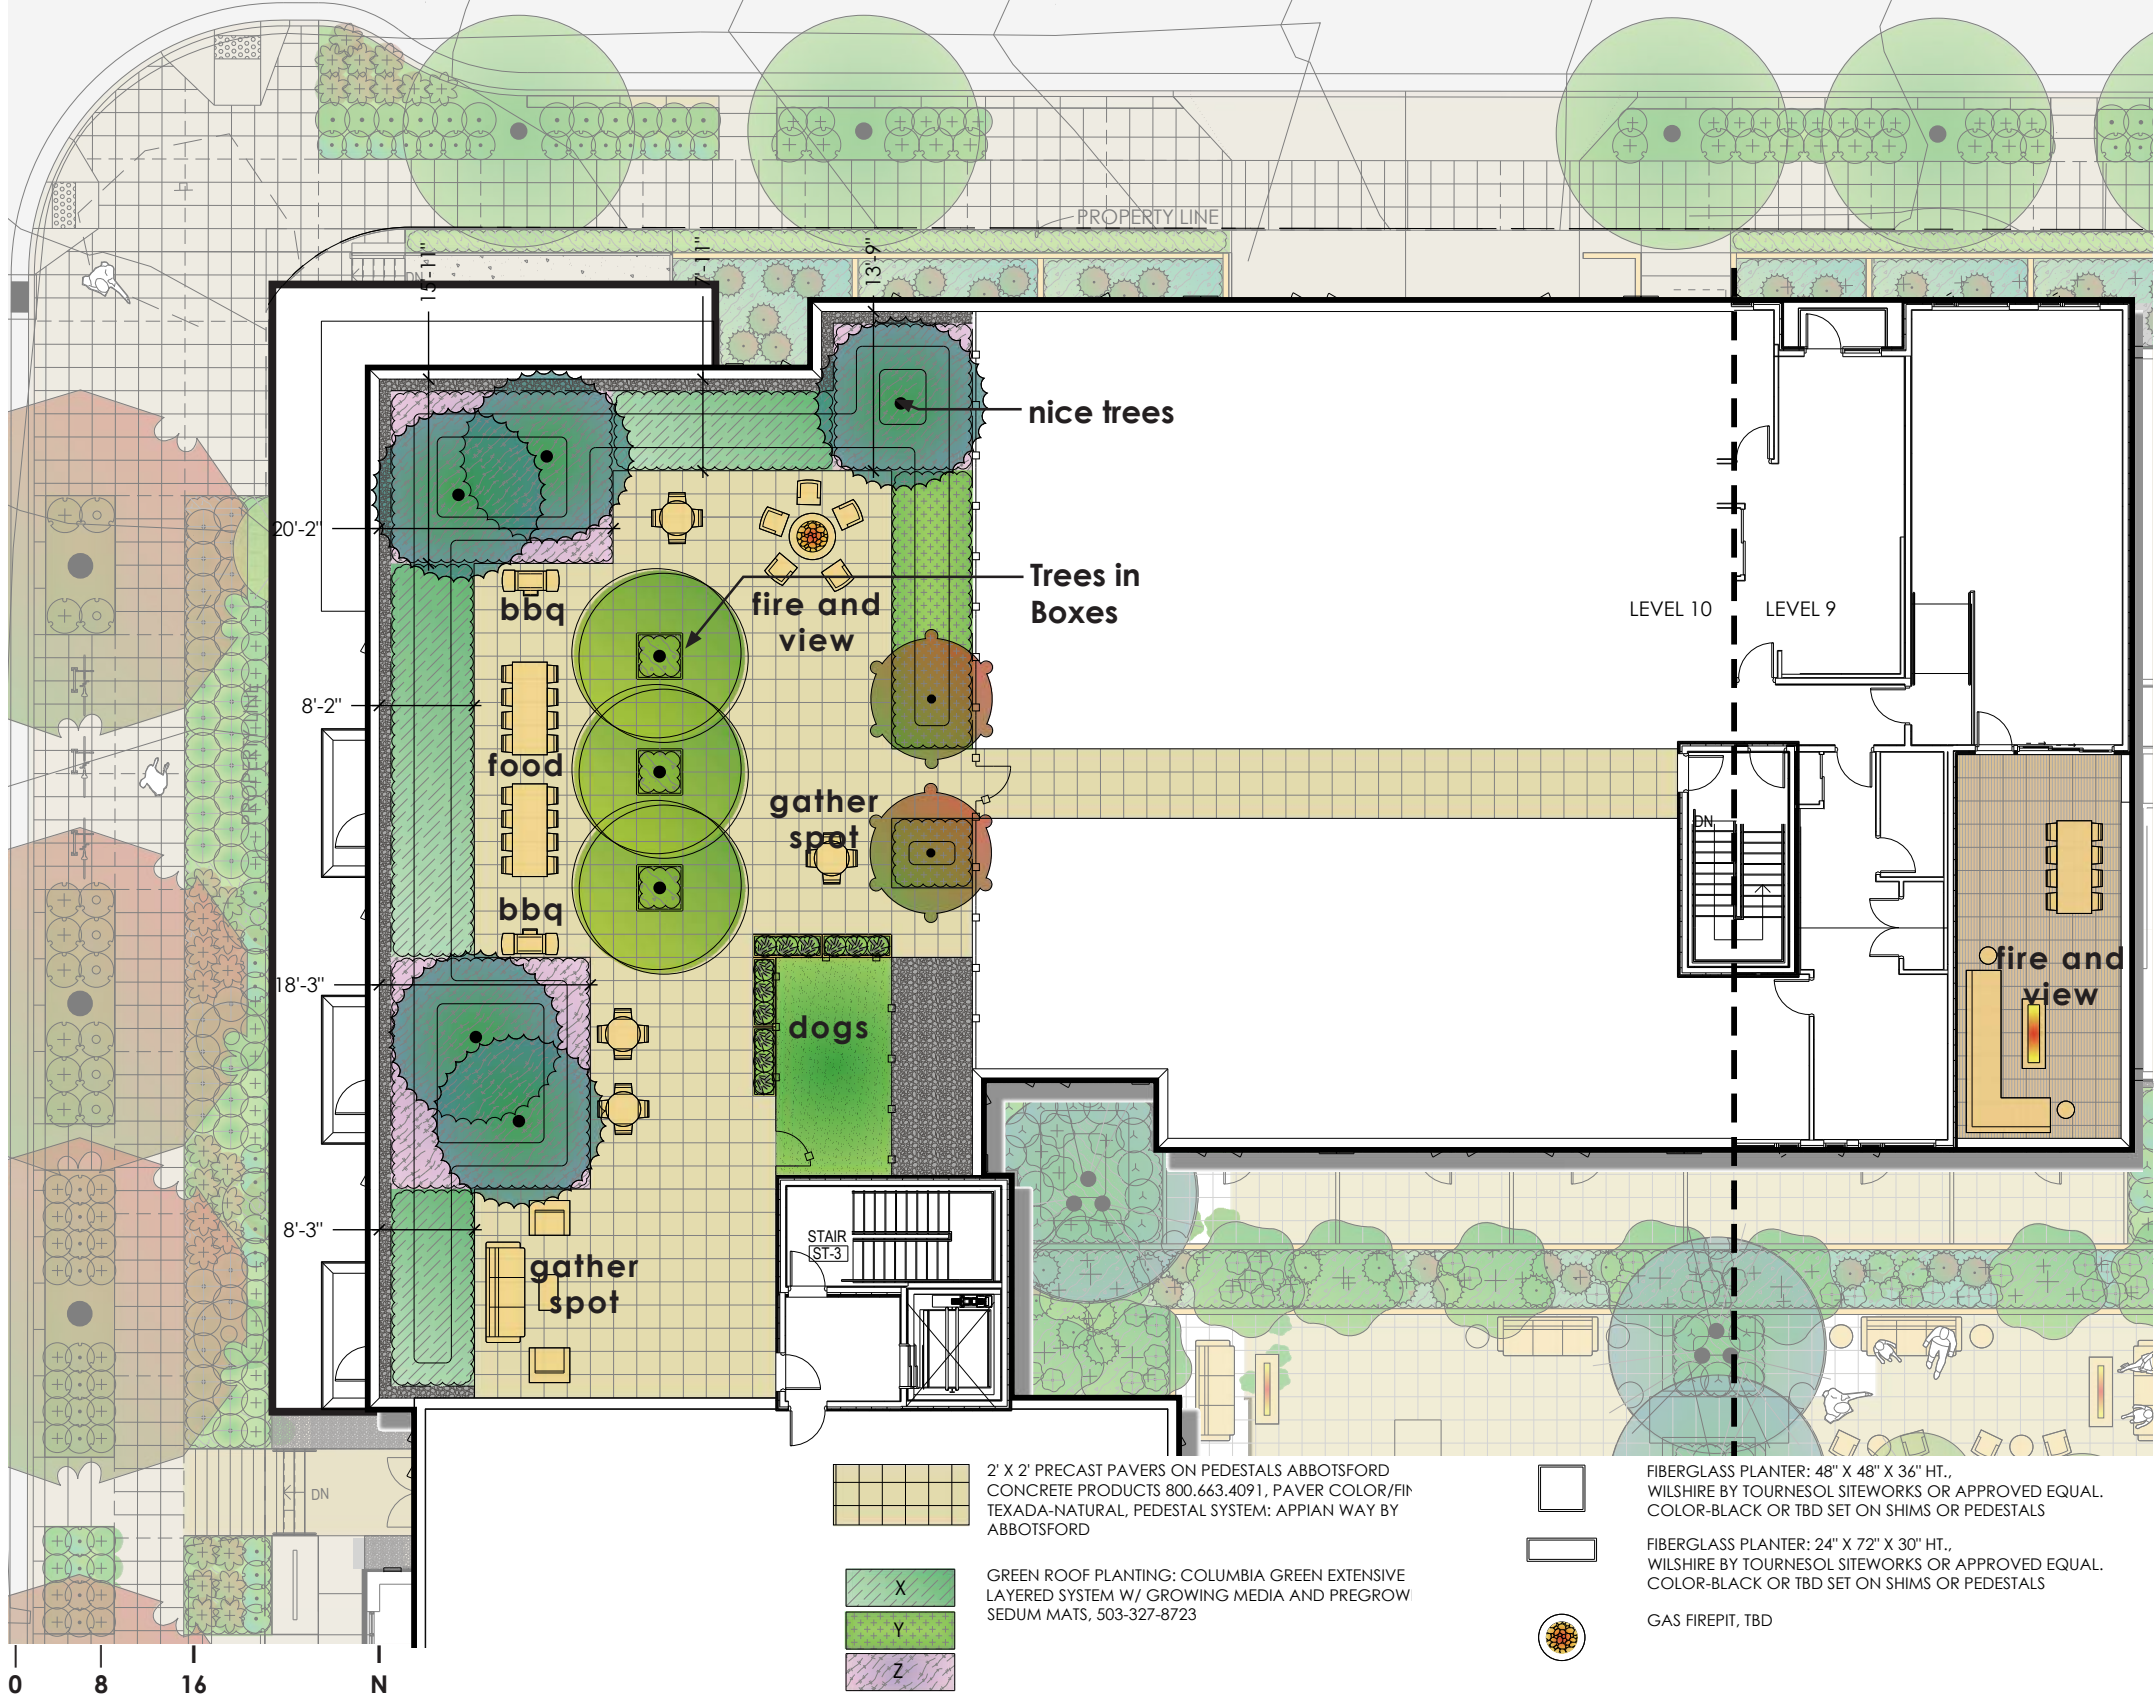 PROPERTY LINE
15'-11"
7'-11"
13'-9"
DN
nice trees
20'-2"
Trees in
Boxes
bbq
fire and
view
LEVEL 10
LEVEL 9
PROPERTY LINE
8'-2"
food
gather
spot
DN
bbq
fire and
view
18'-3"
dogs
8'-3"
STAIR
ST-3
gather
spot
DN
2' X 2' PRECAST PAVERS ON PEDESTALS ABBOTSFORD
CONCRETE PRODUCTS 800.663.4091, PAVER COLOR/FIN
TEXADA-NATURAL, PEDESTAL SYSTEM: APPIAN WAY BY
ABBOTSFORD
X
Y
Z
GREEN ROOF PLANTING: COLUMBIA GREEN EXTENSIVE
LAYERED SYSTEM W/ GROWING MEDIA AND PREGROW
SEDUM MATS, 503-327-8723
FIBERGLASS PLANTER: 48" X 48" X 36" HT.,
WILSHIRE BY TOURNESOL SITEWORKS OR APPROVED EQUAL.
COLOR-BLACK OR TBD SET ON SHIMS OR PEDESTALS
FIBERGLASS PLANTER: 24" X 72" X 30" HT.,
WILSHIRE BY TOURNESOL SITEWORKS OR APPROVED EQUAL.
COLOR-BLACK OR TBD SET ON SHIMS OR PEDESTALS
GAS FIREPIT, TBD
0 8 16 N